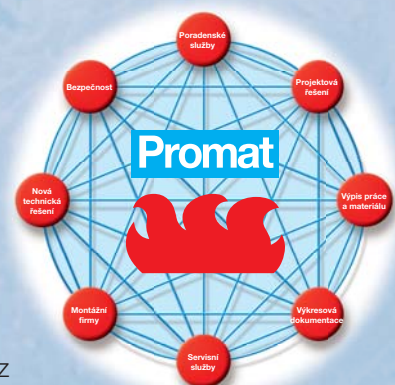 Poradenské
služby
Bezpečnost
Projektová
řešení
Promat
Nová
technická
řešení
Výpis práce
a materiálu
Montážní
firmy
Výkresová
dokumentace
Servisní
služby
z